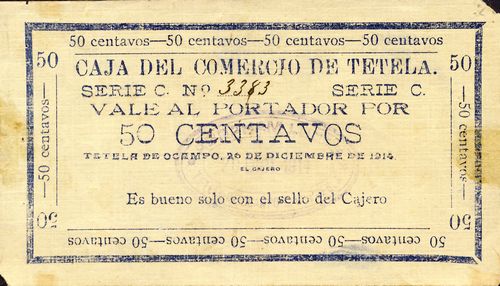 50 centavos—50 centavos—50 centavos—50 centavos
50
50
CAJA DEL COMERCIO DE TETELA.
SERIE C. Nº 3383 SERIE C.
VALE AL PORTADOR POR
50 CENTAVOS
TETELA DE OCAMPO, 26 DE DICIEMBRE DE 1914.
EL CAJERO
Es bueno solo con el sello del Cajero
—50 centavos—
—50 centavos—
50
50
50 centavos—50 centavos—50 centavos—50 centavos